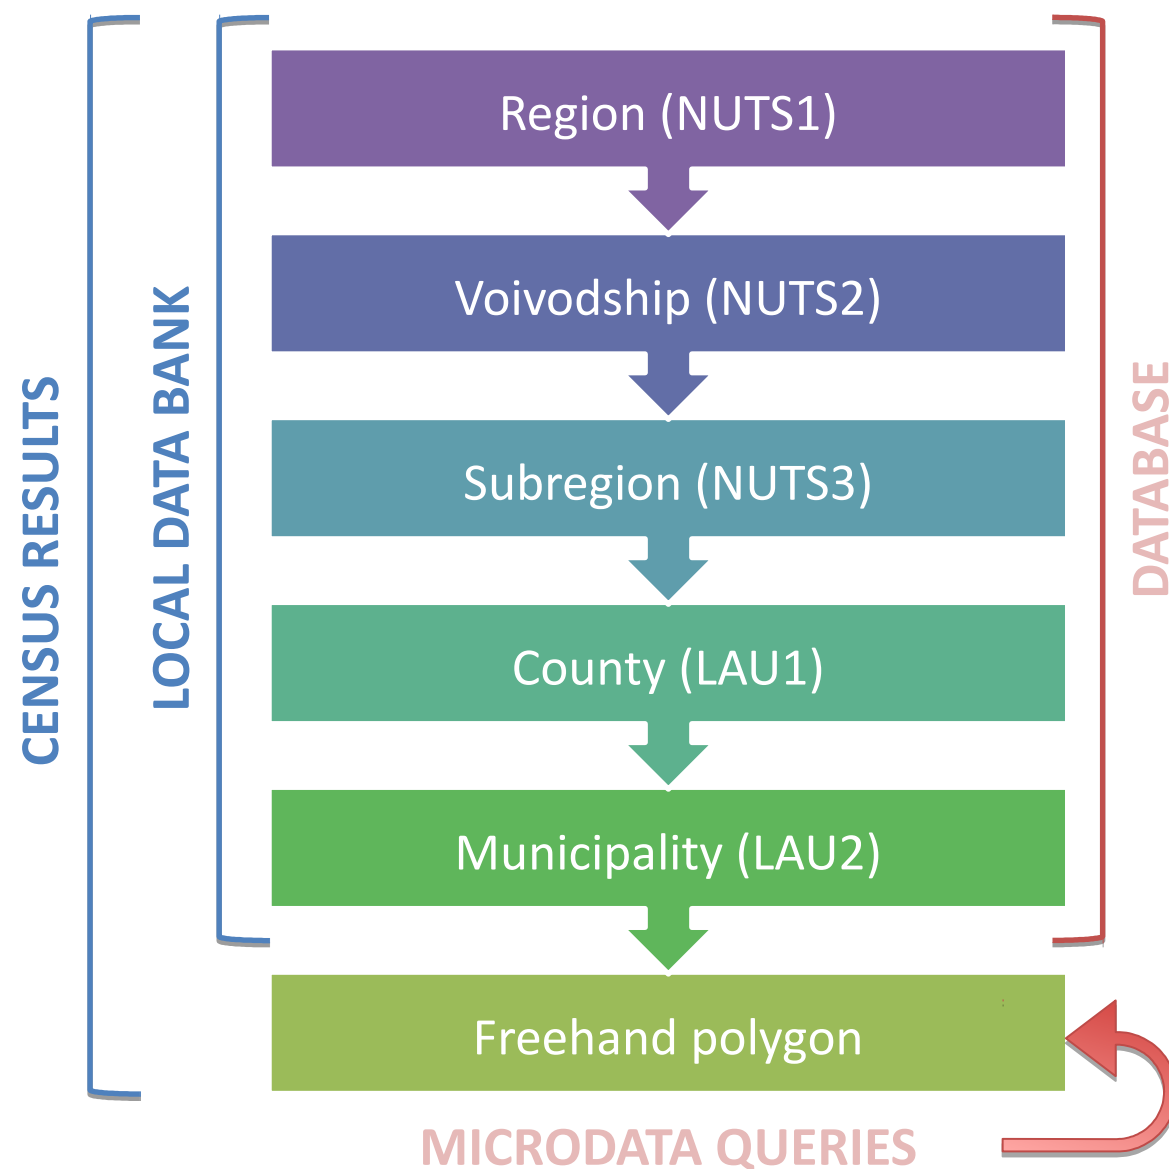 CENSUS RESULTS
LOCAL DATA BANK
Region (NUTS1)
Voivodship (NUTS2)
Subregion (NUTS3)
County (LAU1)
Municipality (LAU2)
Freehand polygon
DATABASE
MICRODATA QUERIES